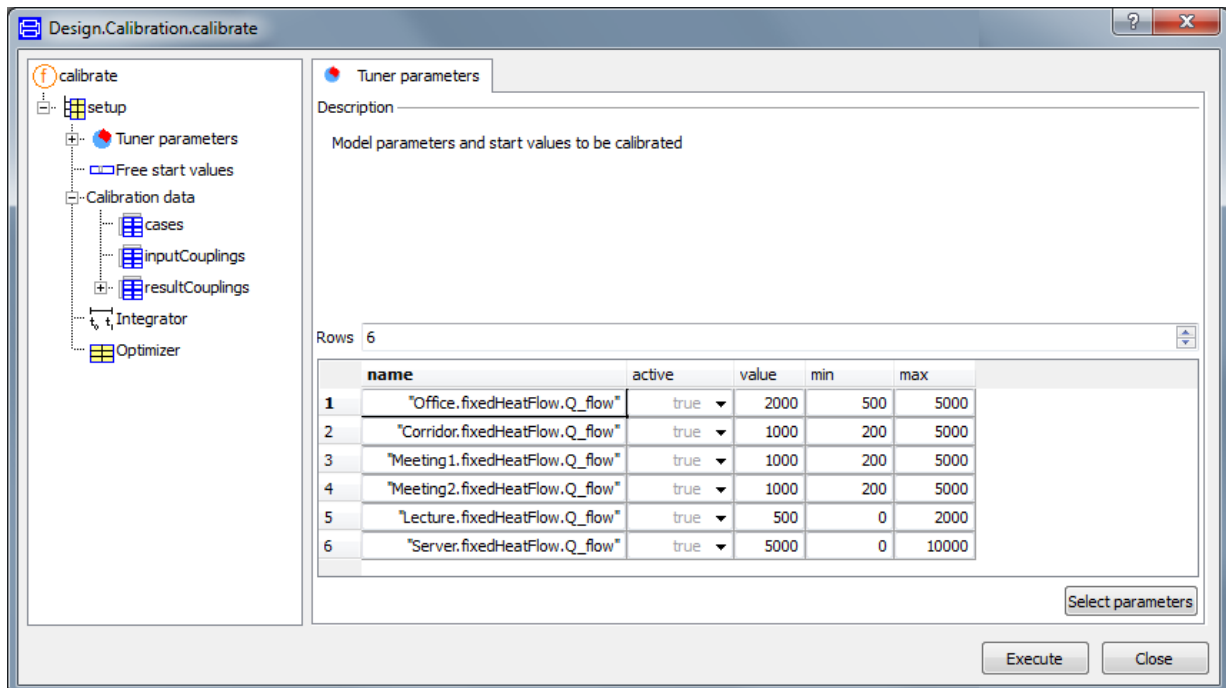 Design.Calibration.calibrate
?
X
f calibrate
setup
Tuner parameters
Free start values
Calibration data
cases
inputCouplings
resultCouplings
t₀ t₁ Integrator
Optimizer
Tuner parameters
Description
Model parameters and start values to be calibrated
Rows 6
name active value min max
1 "Office.fixedHeatFlow.Q_flow" true 2000 500 5000
2 "Corridor.fixedHeatFlow.Q_flow" true 1000 200 5000
3 "Meeting1.fixedHeatFlow.Q_flow" true 1000 200 5000
4 "Meeting2.fixedHeatFlow.Q_flow" true 1000 200 5000
5 "Lecture.fixedHeatFlow.Q_flow" true 500 0 2000
6 "Server.fixedHeatFlow.Q_flow" true 5000 0 10000
Select parameters
Execute Close